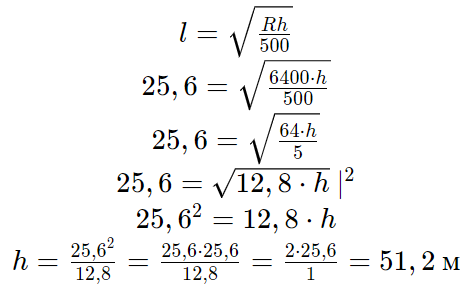 l = √(Rh/500)
25,6 = √(6400·h/500)
25,6 = √(64·h/5)
25,6 = √(12,8 · h) |²
25,6² = 12,8 · h
h = 25,6²/12,8 = 25,6·25,6/12,8 = 2·25,6/1 = 51,2 м